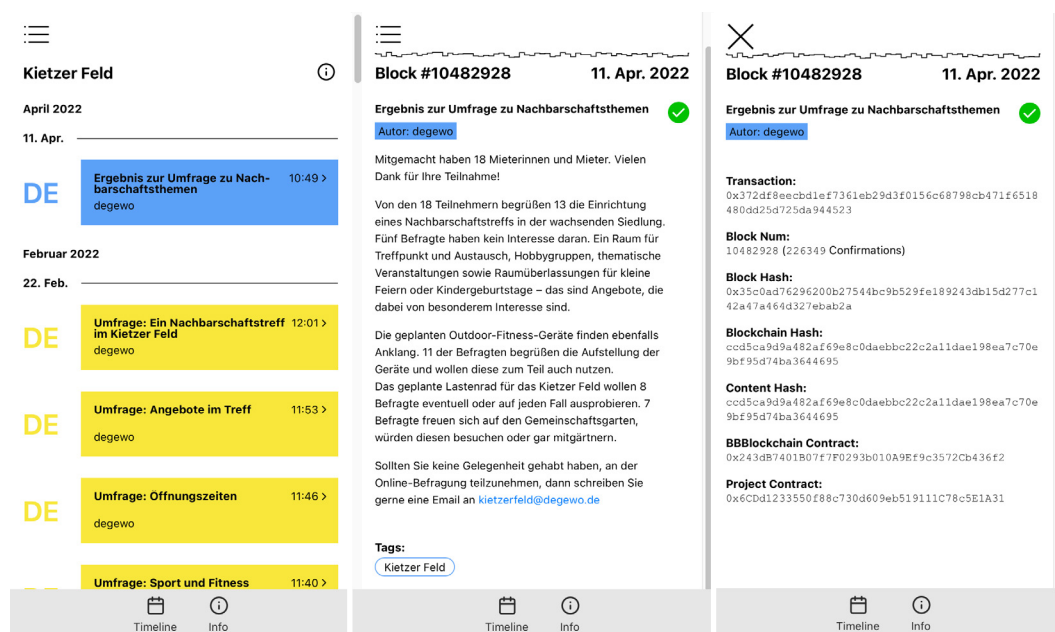 Kietzer Feld
April 2022
11. Apr.
DE
Ergebnis zur Umfrage zu Nach-
barschaftsthemen
10:49 >
degewo
Februar 2022
22. Feb.
DE
Umfrage: Ein Nachbarschaftstreff
im Kietzer Feld
12:01 >
degewo
DE
Umfrage: Angebote im Treff
11:53 >
degewo
DE
Umfrage: Öffnungszeiten
11:46 >
degewo
Umfrage: Sport und Fitness
11:40 >
Timeline
Info
Block #10482928
11. Apr. 2022
Ergebnis zur Umfrage zu Nachbarschaftsthemen
Autor: degewo
Mitgemacht haben 18 Mieterinnen und Mieter. Vielen
Dank für Ihre Teilnahme!
Von den 18 Teilnehmern begrüßen 13 die Einrichtung
eines Nachbarschaftstreffs in der wachsenden Siedlung.
Fünf Befragte haben kein Interesse daran. Ein Raum für
Treffpunkt und Austausch, Hobbygruppen, thematische
Veranstaltungen sowie Raumüberlassungen für kleine
Feiern oder Kindergeburtstage – das sind Angebote, die
dabei von besonderem Interesse sind.
Die geplanten Outdoor-Fitness-Geräte finden ebenfalls
Anklang. 11 der Befragten begrüßen die Aufstellung der
Geräte und wollen diese zum Teil auch nutzen.
Das geplante Lastenrad für das Kietzer Feld wollen 8
Befragte eventuell oder auf jeden Fall ausprobieren. 7
Befragte freuen sich auf den Gemeinschaftsgarten,
würden diesen besuchen oder gar mitgärtnern.
Sollten Sie keine Gelegenheit gehabt haben, an der
Online-Befragung teilzunehmen, dann schreiben Sie
gerne eine Email an kietzerfeld@degewo.de
Tags:
Kietzer Feld
Timeline
Info
Block #10482928
11. Apr. 2022
Ergebnis zur Umfrage zu Nachbarschaftsthemen
Autor: degewo
Transaction:
0x372df8eecbd1ef7361eb29d3f0156c68798cb471f6518
480dd25d725da944523
Block Num:
10482928 (226349 Confirmations)
Block Hash:
0x35c0ad76296200b27544bc9b529fe189243db15d277c1
42a47a464d327ebab2a
Blockchain Hash:
ccd5ca9d9a482af69e8c0daebbc22c2a11dae198ea7c70e
9bf95d74ba3644695
Content Hash:
ccd5ca9d9a482af69e8c0daebbc22c2a11dae198ea7c70e
9bf95d74ba3644695
BBBlockchain Contract:
0x243dB7401B07f7F0293b010A9Ef9c3572Cb436f2
Project Contract:
0x6CDd1233550f88c730d609eb519111C78c5E1A31
Timeline
Info